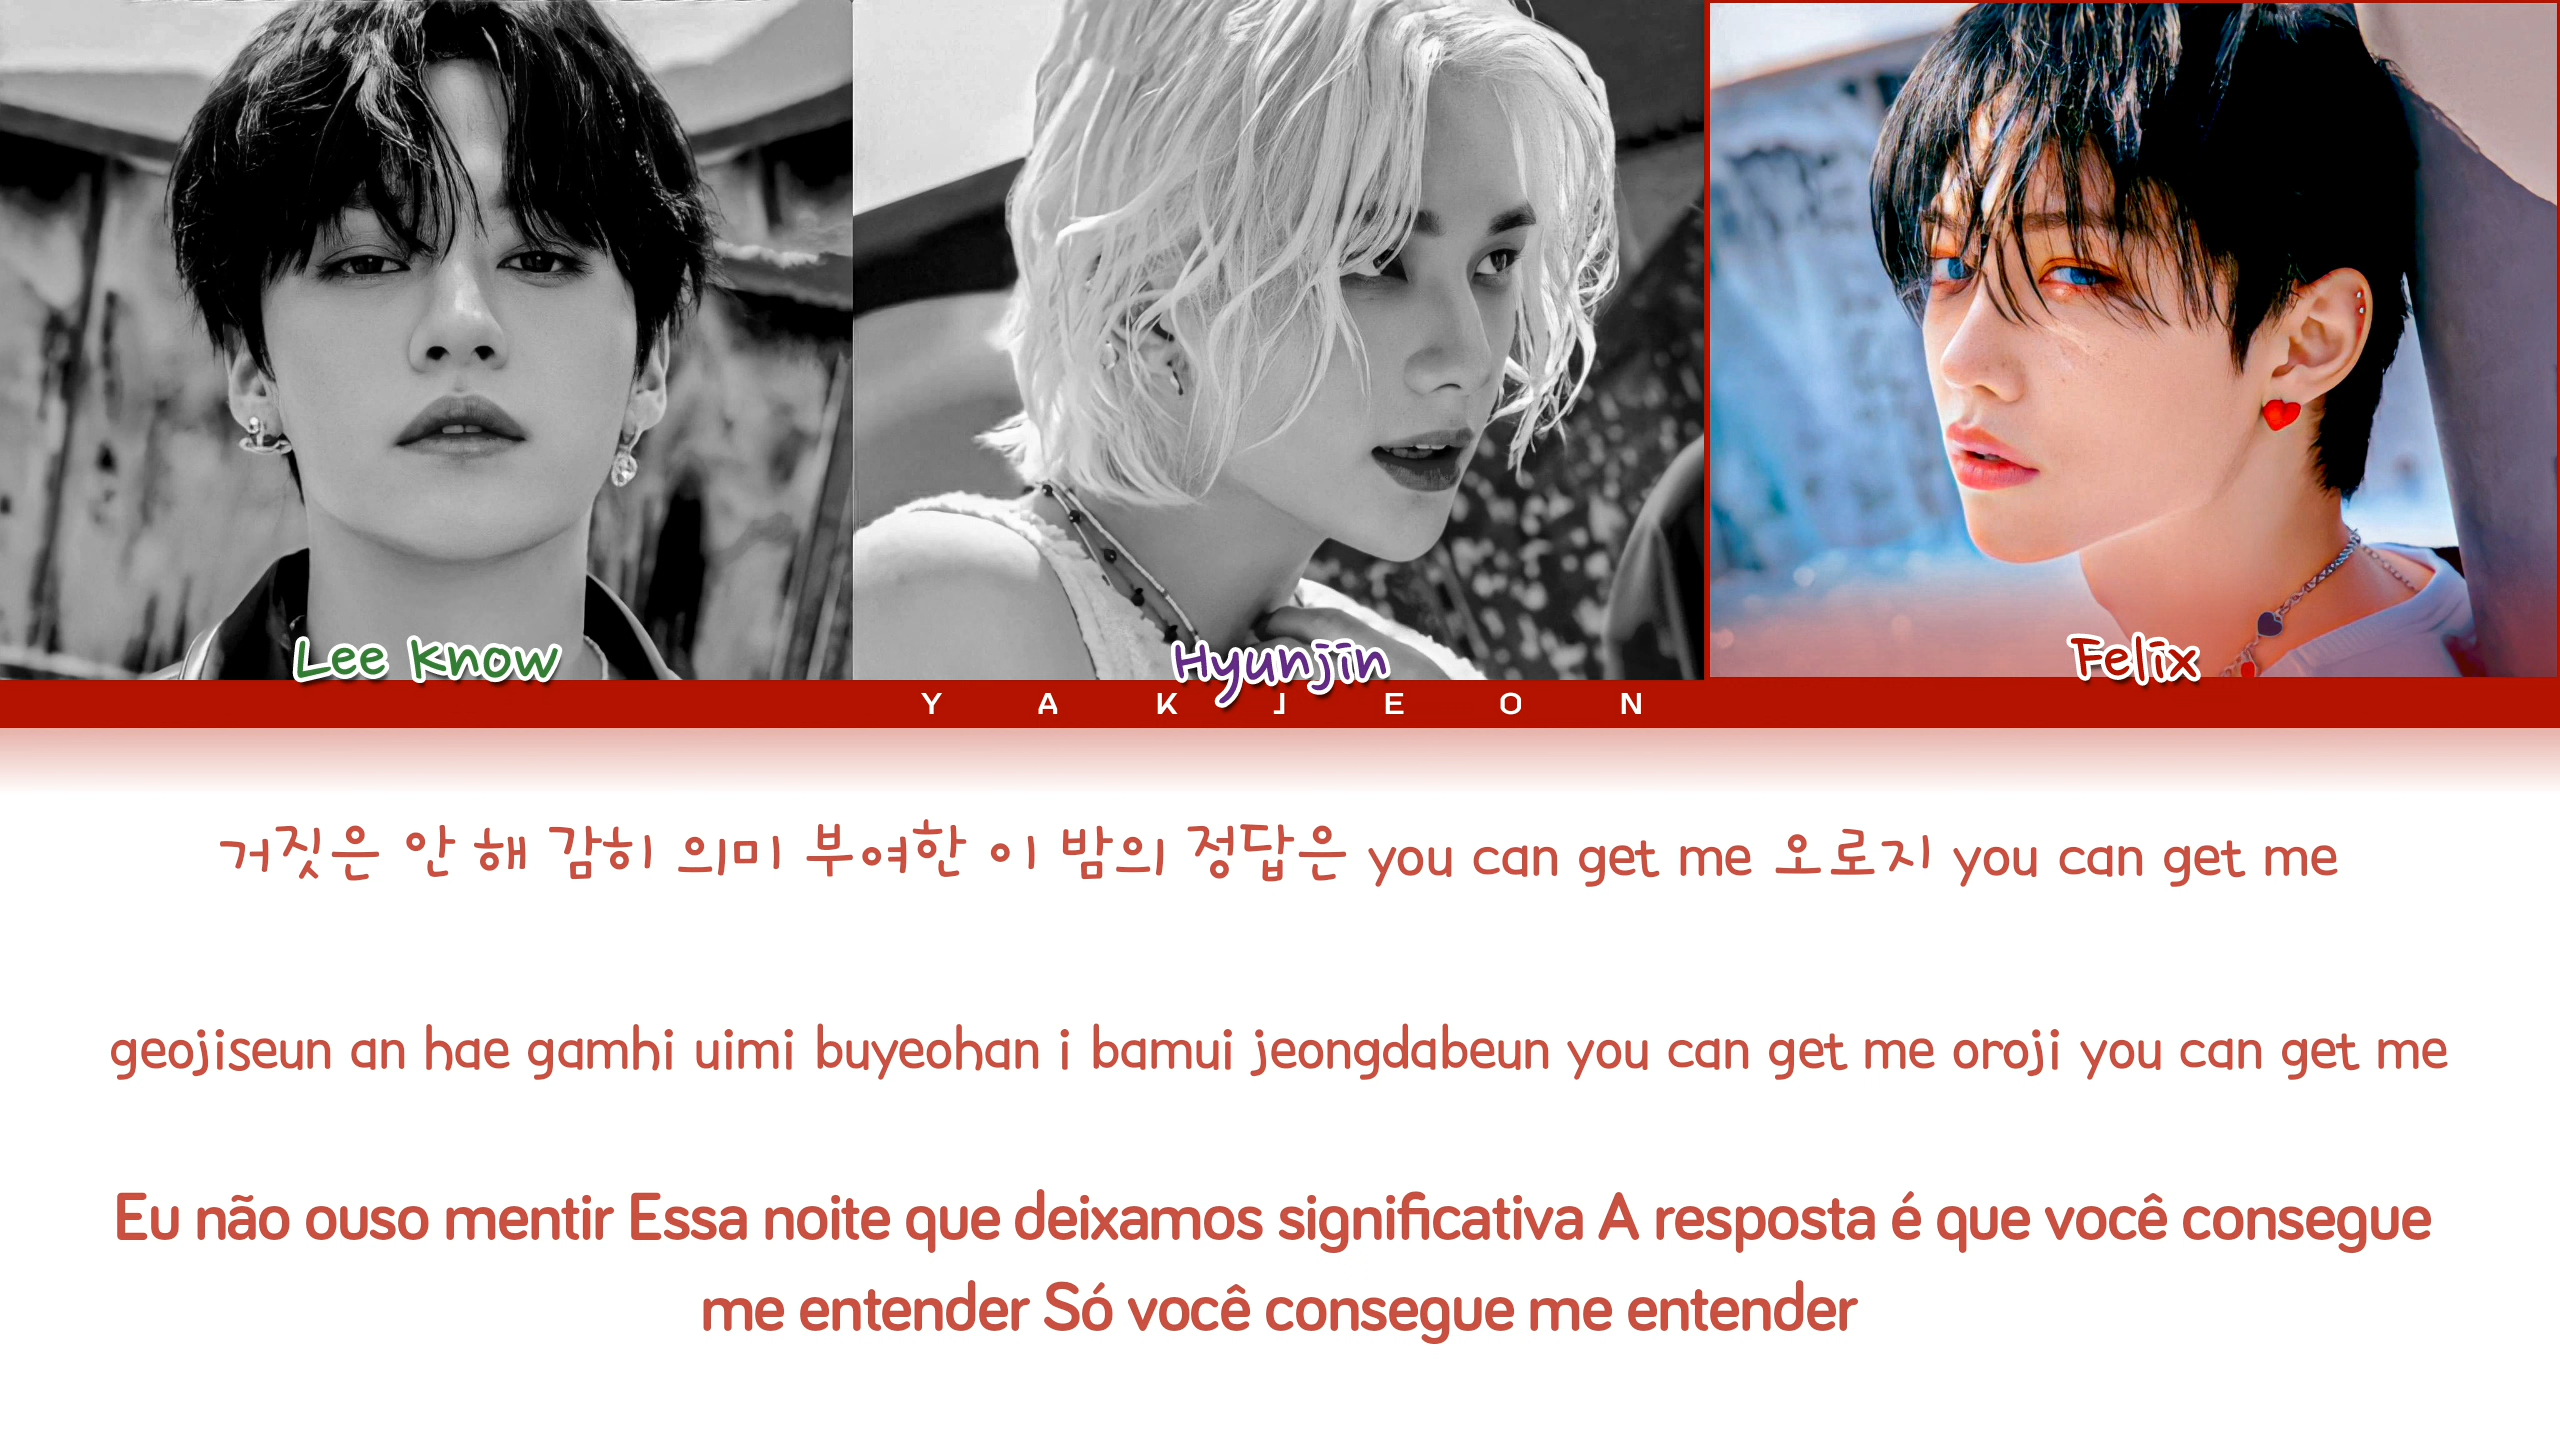 Lee Know
Hyunjin
Felix
YAKJEON
거짓은 안 해 감히 의미 부여한 이 밤의 정답은 you can get me 오로지 you can get me
geojiseun an hae gamhi uimi buyeohan i bamui jeongdabeun you can get me oroji you can get me
Eu não ouso mentir Essa noite que deixamos significativa A resposta é que você consegue
me entender Só você consegue me entender